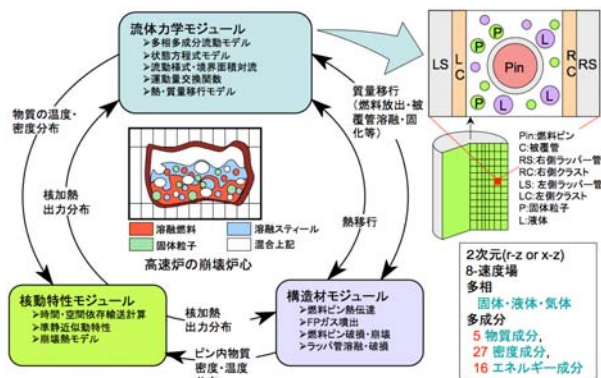 流体力学モジュール
➤多相多成分流動モデル
➤状態方程式モデル
➤流動様式・境界面積対流
➤運動量交換関数
➤熱・質量移行モデル
物質の温度・
密度分布
核加熱
出力分布
質量移行
(燃料放出・被
覆管溶融・固
化等)
熱移行
溶融燃料
溶融スティール
固体粒子
混合上記
高速炉の崩壊炉心
核動特性モジュール
➤時間・空間依存輸送計算
➤準静近似動特性
➤崩壊熱モデル
核加熱
出力分布
ピン内物質
密度・温度
構造材モジュール
➤燃料ピン熱伝達
➤FPガス噴出
➤燃料ピン破損・崩壊
➤ラッパ管溶融・破損
LS
L
C
P
L
P
Pin
P
L
P
L
R
C
RS
Pin:燃料ピン
C:被覆管
RS:右側ラッパー管
RC:右側クラスト
LS:左側ラッパー管
LC:左側クラスト
P:固体粒子
L:液体
2次元(r-z or x-z)
8-速度場
多相
固体・液体・気体
多成分
5 物質成分,
27 密度成分,
16 エネルギー成分